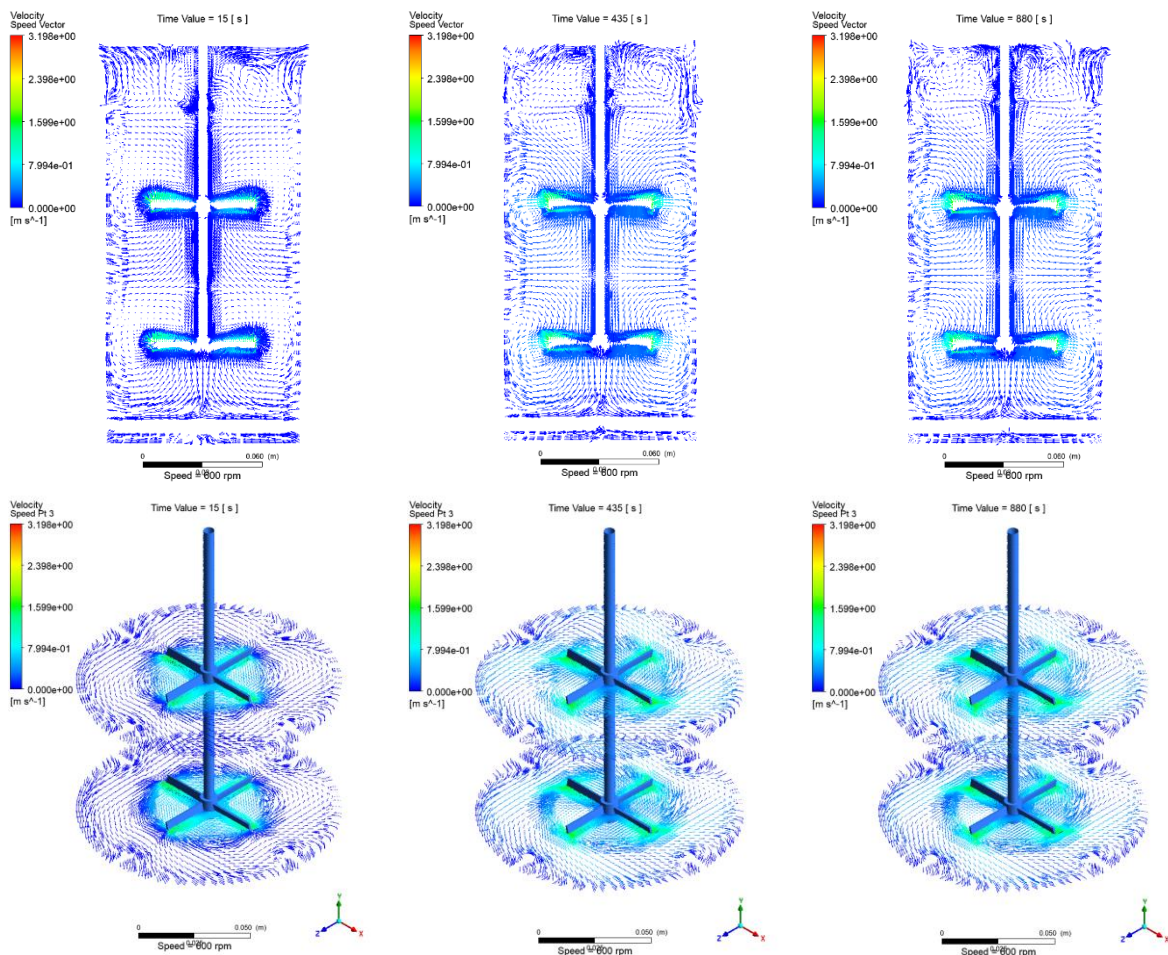 Velocity
Speed Vector
Time Value = 15 [ s ]
3.198e+00
2.398e+00
1.599e+00
7.994e-01
0.000e+00
[m s^-1]
0
0.060 (m)
Speed = 600 rpm
Velocity
Speed Vector
Time Value = 435 [ s ]
3.198e+00
2.398e+00
1.599e+00
7.994e-01
0.000e+00
[m s^-1]
0
0.060 (m)
Speed = 600 rpm
Velocity
Speed Vector
Time Value = 880 [ s ]
3.198e+00
2.398e+00
1.599e+00
7.994e-01
0.000e+00
[m s^-1]
0
0.060 (m)
Speed = 600 rpm
Velocity
Speed Pt 3
Time Value = 15 [ s ]
3.198e+00
2.398e+00
1.599e+00
7.994e-01
0.000e+00
[m s^-1]
0
0.050 (m)
Speed = 600 rpm
Y
Z
X
Velocity
Speed Pt 3
Time Value = 435 [ s ]
3.198e+00
2.398e+00
1.599e+00
7.994e-01
0.000e+00
[m s^-1]
0
0.050 (m)
Speed = 600 rpm
Y
Z
X
Velocity
Speed Pt 3
Time Value = 880 [ s ]
3.198e+00
2.398e+00
1.599e+00
7.994e-01
0.000e+00
[m s^-1]
0
0.050 (m)
Speed = 600 rpm
Y
Z
X